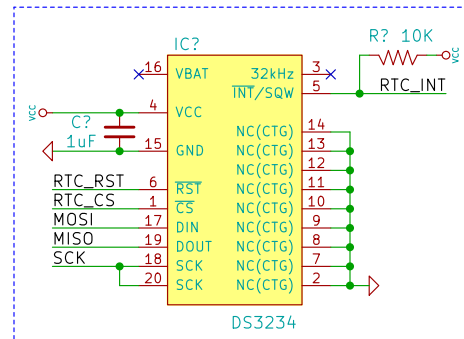 R? 10K
VCC
IC?
16 VBAT 32kHz 3
INT/SQW 5 RTC_INT
VCC 4 VCC
C?
1uF
NC(CTG) 14
15 GND NC(CTG) 13
NC(CTG) 12
RTC_RST 6 RST NC(CTG) 11
RTC_CS 1 CS NC(CTG) 10
MOSI 17 DIN NC(CTG) 9
MISO 19 DOUT NC(CTG) 8
SCK 18 SCK NC(CTG) 7
20 SCK NC(CTG) 2
DS3234